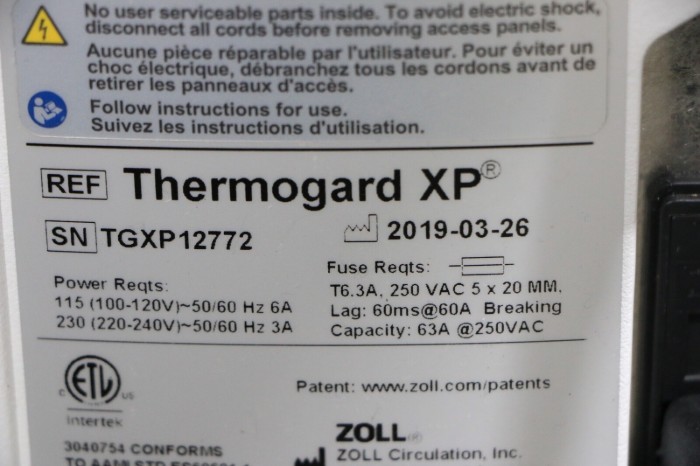 No user serviceable parts inside. To avoid electric shock,
disconnect all cords before removing access panels.
Aucune pièce réparable par l'utilisateur. Pour éviter un
choc électrique, débranchez tous les cordons avant de
retirer les panneaux d'accès.
Follow instructions for use.
Suivez les instructions d'utilisation.
REF Thermogard XP®
SN TGXP12772
2019-03-26
Power Reqts:
115 (100-120V)~50/60 Hz 6A
230 (220-240V)~50/60 Hz 3A
Fuse Reqts:
T6.3A, 250 VAC 5 x 20 MM.
Lag: 60ms@60A Breaking
Capacity: 63A @250VAC
C ETL US
Intertek
Patent: www.zoll.com/patents
3040754 CONFORMS
TO AAMI STD
ZOLL®
ZOLL Circulation, Inc.